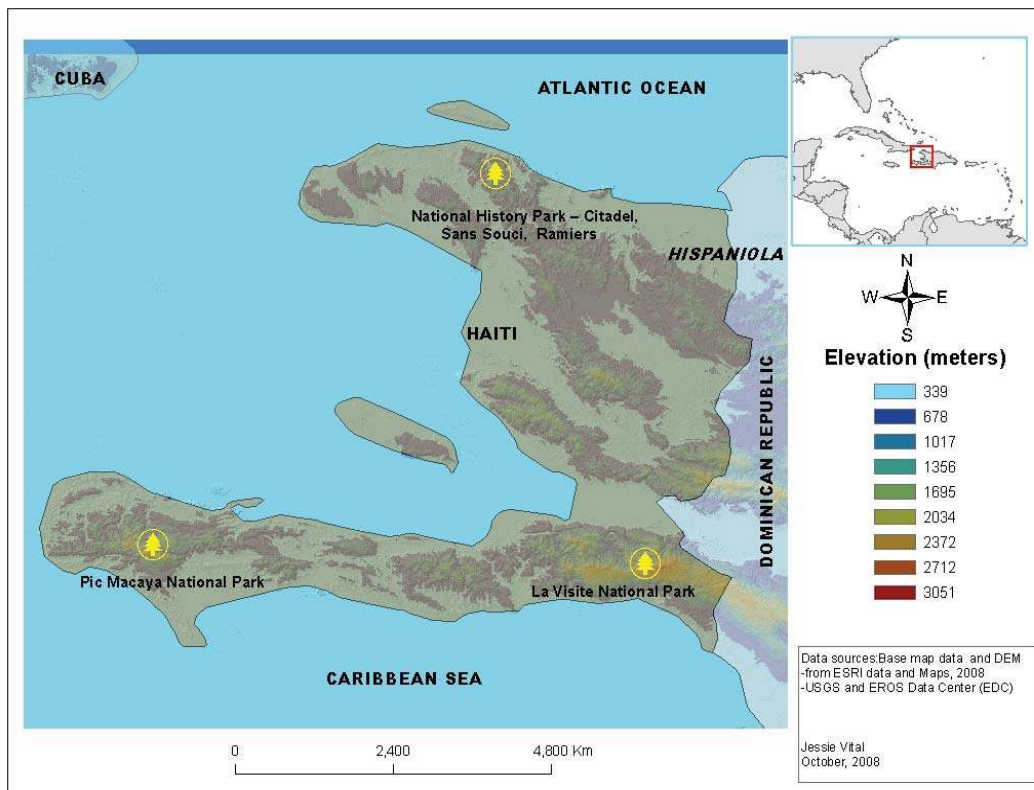 CUBA
ATLANTIC OCEAN
National History Park – Citadel,
Sans Souci, Ramiers
HISPANIOLA
HAITI
DOMINICAN REPUBLIC
Pic Macaya National Park
La Visite National Park
CARIBBEAN SEA
0 2,400 4,800 Km
N
W E
S
Elevation (meters)
339
678
1017
1356
1695
2034
2372
2712
3051
Data sources:Base map data and DEM
-from ESRI data and Maps, 2008
-USGS and EROS Data Center (EDC)
Jessie Vital
October, 2008